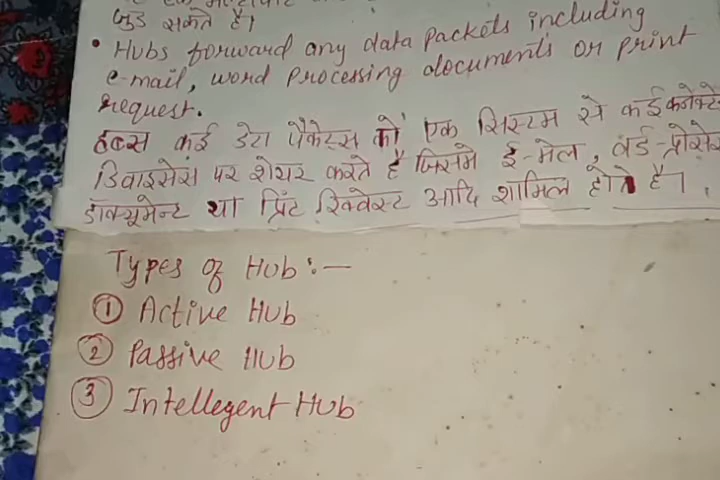 जुड़ सकते है।
• Hubs forward any data packets including
e-mail, word processing documents or print
request.
हब्स कई डेटा पैकेट्स को एक सिस्टम से कई
डिवाइसेस पर शेयर करते है जिसमे ई-मेल, वर्ड-
डॉक्यूमेन्ट या प्रिंट रिक्वेस्ट आदि शामिल होते है।
Types of Hub:—
① Active Hub
② Passive Hub
③ Intellegent Hub